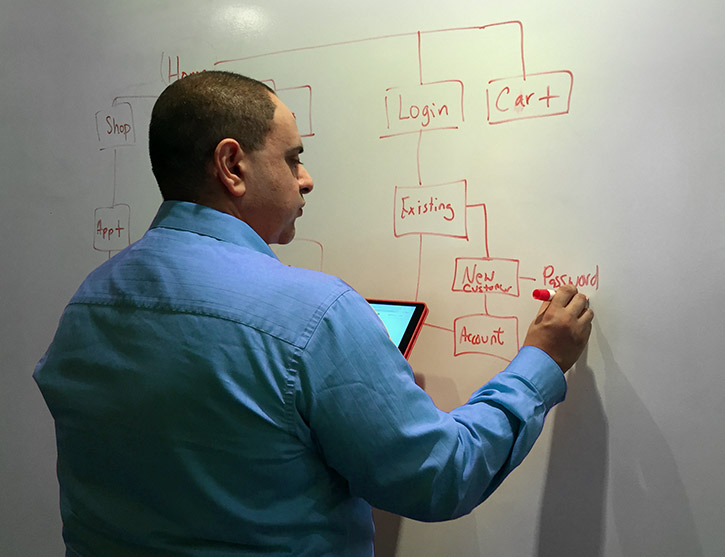 Login
Cart
Shop
Existing
Appt
New
Customer
Password
Account